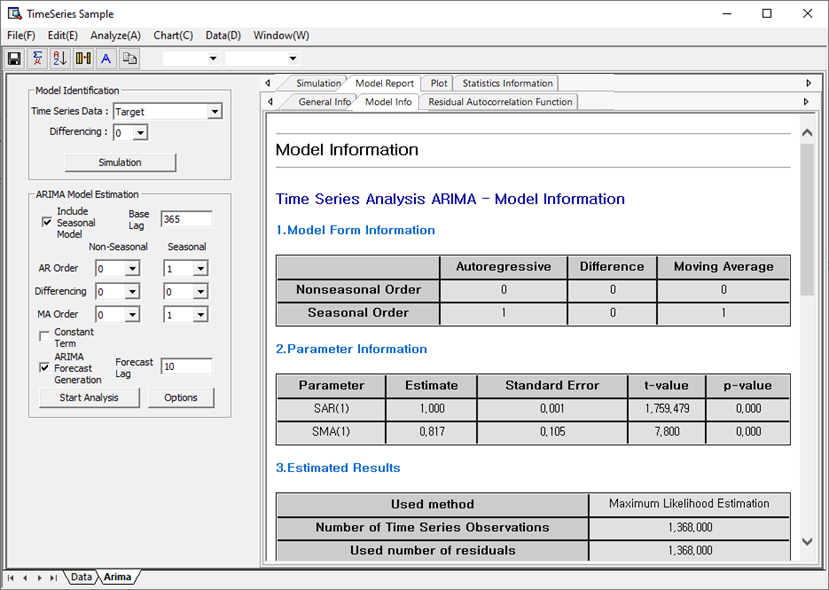 TimeSeries Sample
File(F) Edit(E) Analyze(A) Chart(C) Data(D) Window(W)
Model Identification
Time Series Data : Target
Differencing : 0
Simulation
ARIMA Model Estimation
Include Seasonal Model
Base Lag 365
Non-Seasonal Seasonal
AR Order 0 1
Differencing 0 0
MA Order 0 1
Constant Term
ARIMA Forecast Generation
Forecast Lag 10
Start Analysis Options
Simulation Model Report Plot Statistics Information
General Info Model Info Residual Autocorrelation Function
Model Information
Time Series Analysis ARIMA - Model Information
1.Model Form Information
Autoregressive Difference Moving Average
Nonseasonal Order 0 0 0
Seasonal Order 1 0 1
2.Parameter Information
Parameter Estimate Standard Error t-value p-value
SAR(1) 1,000 0,001 1,759,479 0,000
SMA(1) 0,817 0,105 7,800 0,000
3.Estimated Results
Used method Maximum Likelihood Estimation
Number of Time Series Observations 1,368,000
Used number of residuals 1,368,000
Data Arima